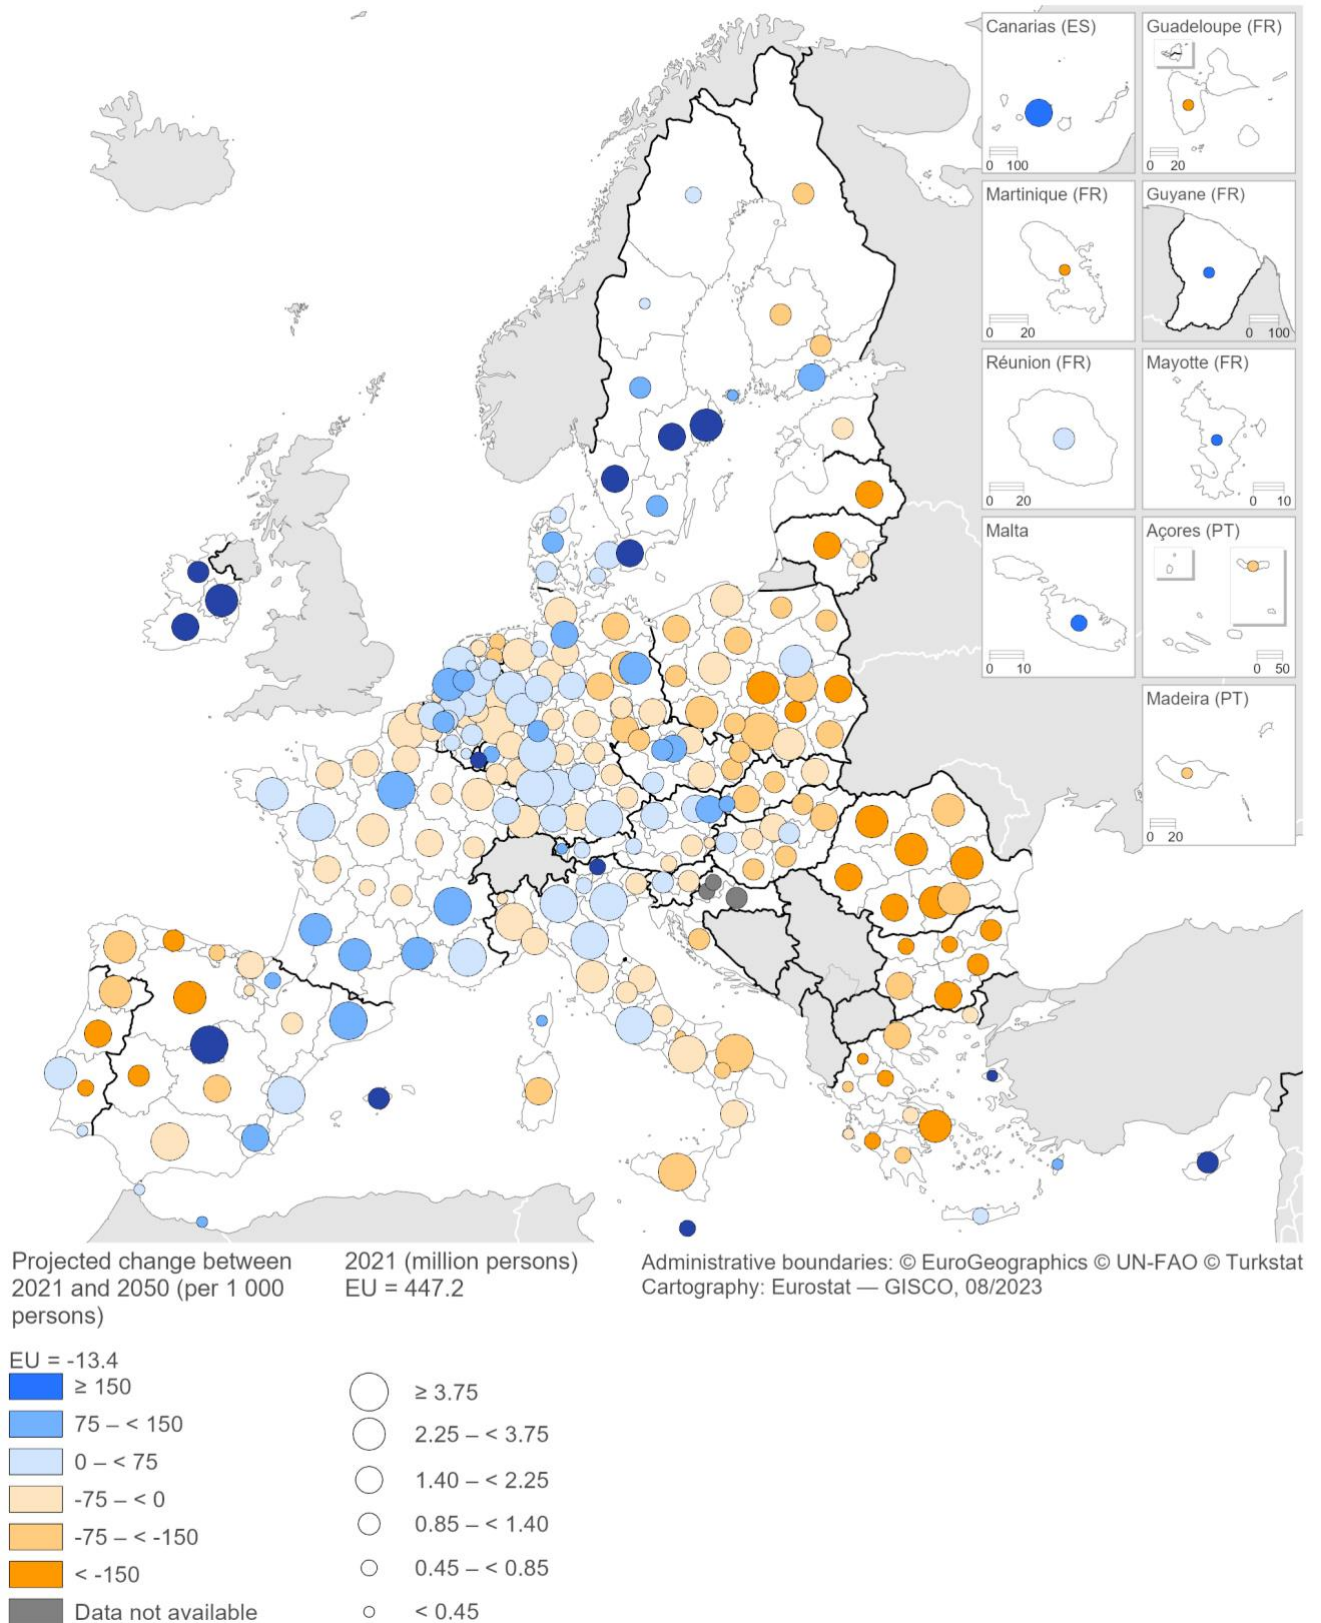 Canarias (ES)
0 100
Guadeloupe (FR)
0 20
Martinique (FR)
0 20
Guyane (FR)
0 100
Réunion (FR)
0 20
Mayotte (FR)
0 10
Malta
0 10
Açores (PT)
0 50
Madeira (PT)
0 20
Projected change between
2021 and 2050 (per 1 000
persons)
EU = -13.4
≥ 150
75 – < 150
0 – < 75
-75 – < 0
-75 – < -150
< -150
Data not available
2021 (million persons)
EU = 447.2
≥ 3.75
2.25 – < 3.75
1.40 – < 2.25
0.85 – < 1.40
0.45 – < 0.85
< 0.45
Administrative boundaries: © EuroGeographics © UN-FAO © Turkstat
Cartography: Eurostat — GISCO, 08/2023